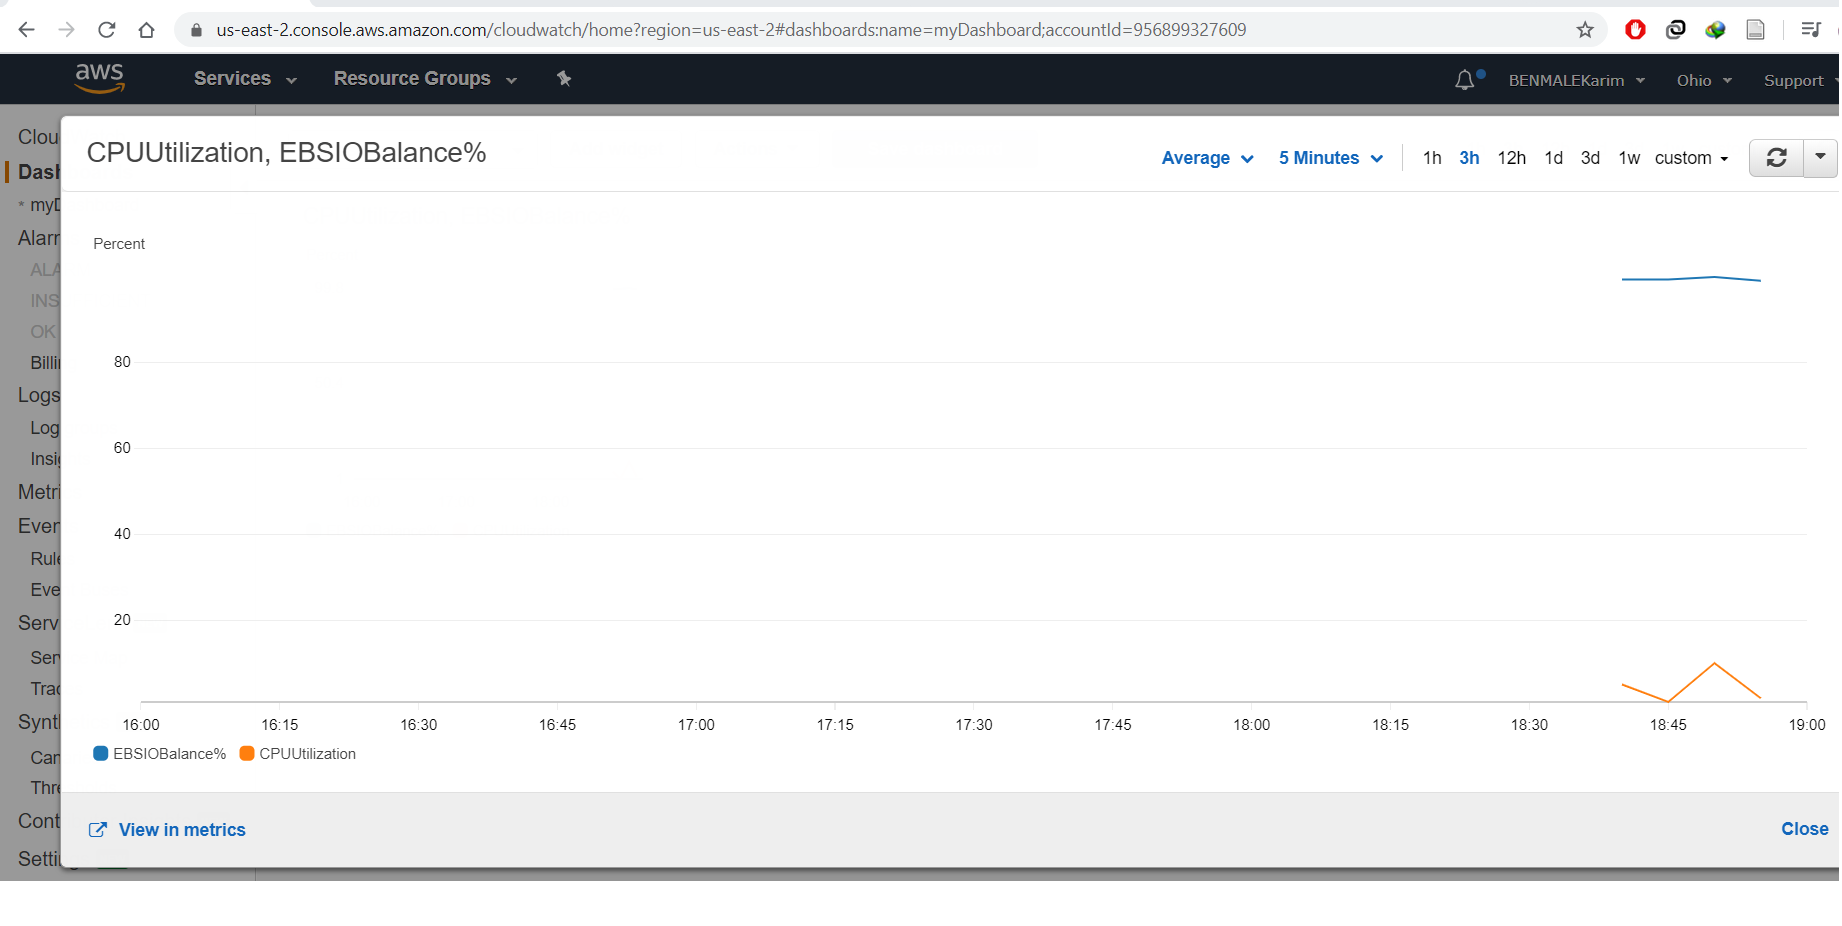 us-east-2.console.aws.amazon.com/cloudwatch/home?region=us-east-2#dashboards:name=myDashboard;accountId=956899327609
aws Services Resource Groups BENMALEKarim Ohio Support
CPUUtilization, EBSIOBalance%
Average 5 Minutes 1h 3h 12h 1d 3d 1w custom
Clou
Dash
* myD
Alarr
ALA
INS
OK
Billi
Logs
Log
Insi
Metri
Even
Rule
Eve
Serv
Ser
Trac
Synt
Can
Thre
Cont
Setti
Percent
80
60
40
20
16:00 16:15 16:30 16:45 17:00 17:15 17:30 17:45 18:00 18:15 18:30 18:45 19:00
EBSIOBalance% CPUUtilization
View in metrics Close